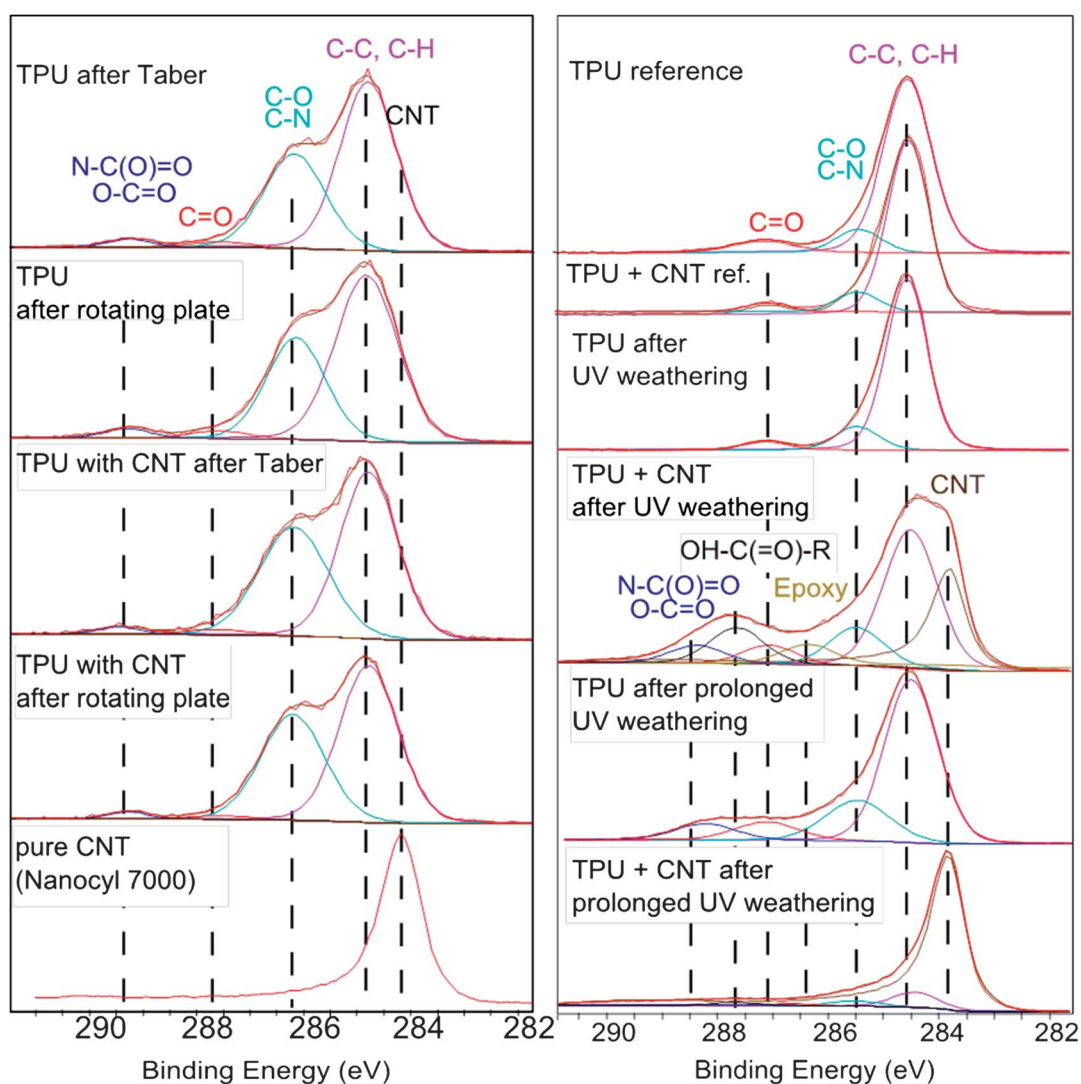 C-C, C-H
TPU after Taber
C-O
C-N
CNT
N-C(O)=O
O-C=O
C=O
TPU
after rotating plate
TPU with CNT after Taber
TPU with CNT
after rotating plate
pure CNT
(Nanocyl 7000)
290 288 286 284 282
Binding Energy (eV)
C-C, C-H
TPU reference
C-O
C-N
C=O
TPU + CNT ref.
TPU after
UV weathering
TPU + CNT
after UV weathering
CNT
OH-C(=O)-R
N-C(O)=O
O-C=O
Epoxy
TPU after prolonged
UV weathering
TPU + CNT after
prolonged UV weathering
290 288 286 284 282
Binding Energy (eV)